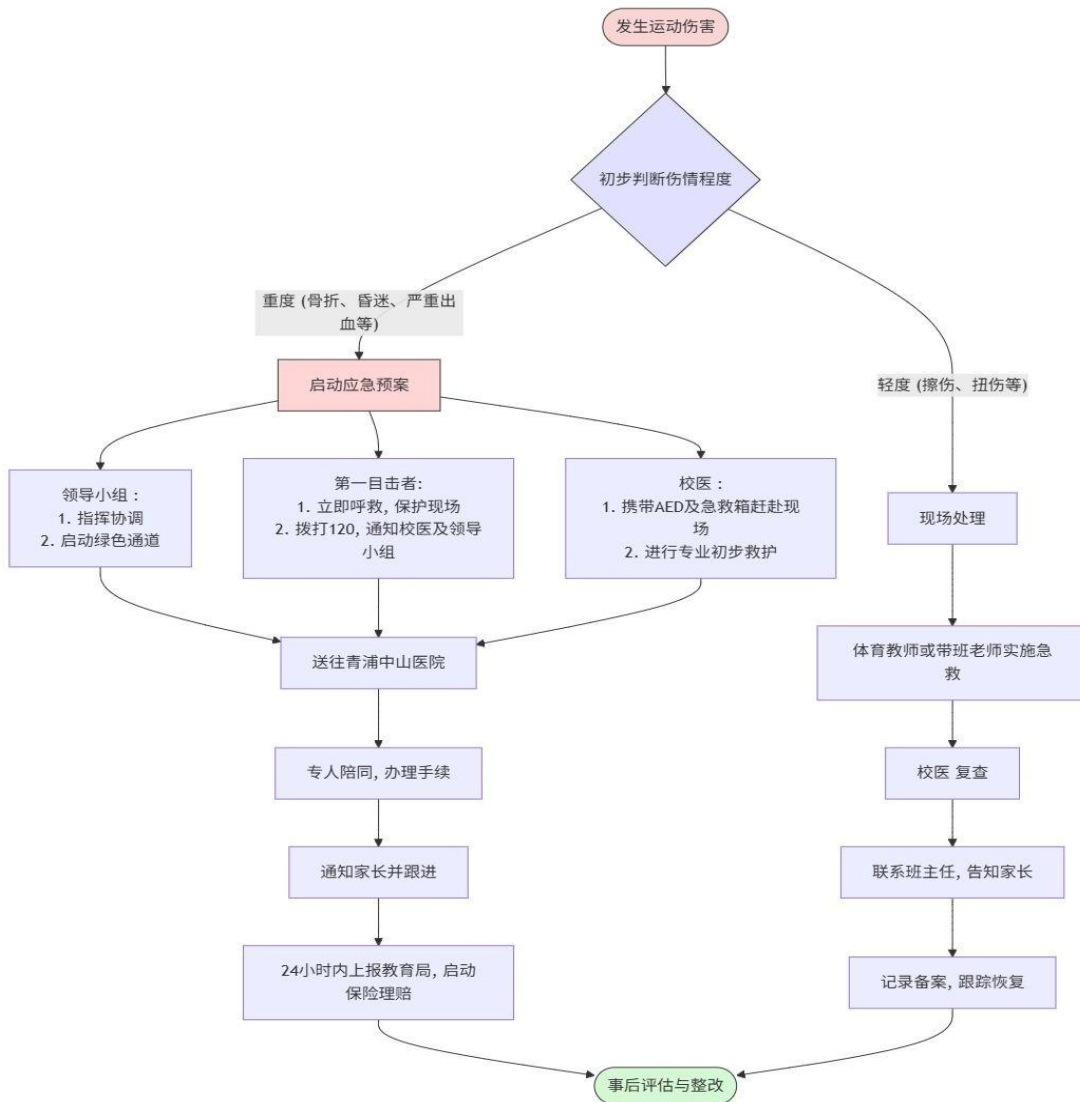 发生运动伤害
初步判断伤情程度
重度 (骨折、昏迷、严重出
血等)
启动应急预案
轻度 (擦伤、扭伤等)
领导小组：
1. 指挥协调
2. 启动绿色通道
第一目击者：
1. 立即呼救, 保护现场
2. 拨打120, 通知校医及领导
小组
校医：
1. 携带AED及急救箱赶赴现
场
2. 进行专业初步救护
现场处理
送往青浦中山医院
体育教师或带班老师实施急
救
专人陪同, 办理手续
校医 复查
通知家长并跟进
联系班主任, 告知家长
24小时内上报教育局, 启动
保险理赔
记录备案, 跟踪恢复
事后评估与整改